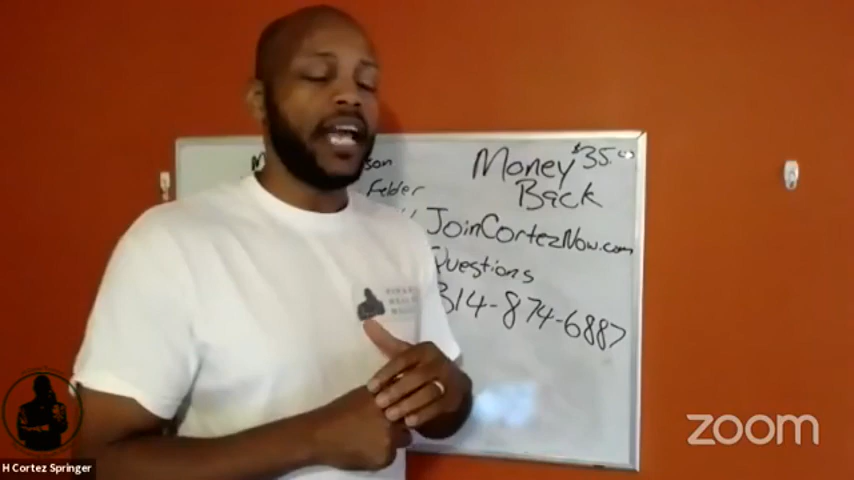 Money $35.00
Back
son
Felder
JoinCortezNow.com
Questions
314-874-6887
zoom
H Cortez Springer